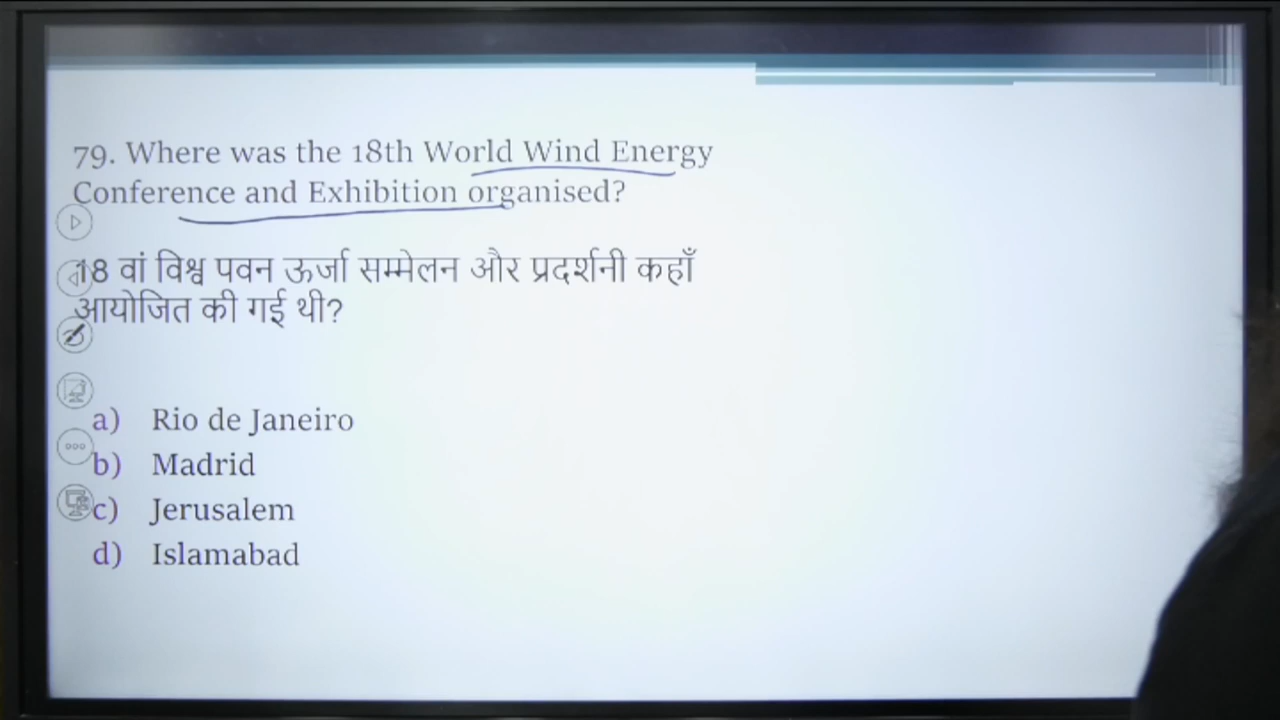 79. Where was the 18th World Wind Energy
Conference and Exhibition organised?
18 वां विश्व पवन ऊर्जा सम्मेलन और प्रदर्शनी कहाँ
आयोजित की गई थी?
a) Rio de Janeiro
b) Madrid
c) Jerusalem
d) Islamabad